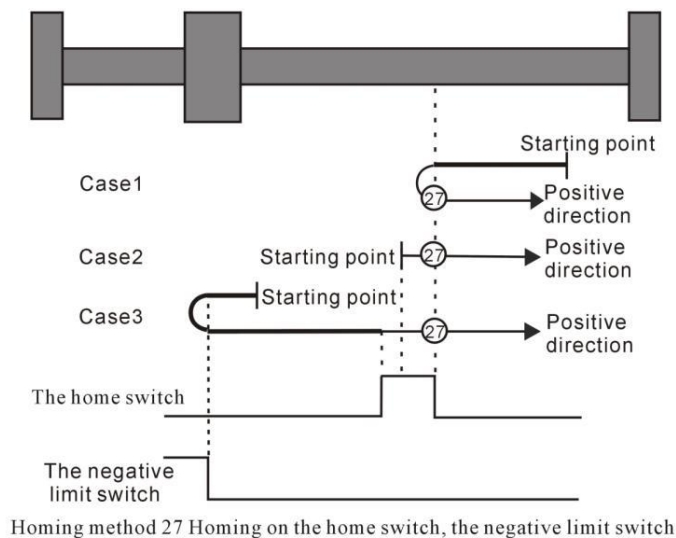 Starting point
Case1
27
Positive
direction
Case2
Starting point
27
Positive
direction
Starting point
Case3
27
Positive
direction
The home switch
The negative
limit switch
Homing method 27 Homing on the home switch, the negative limit switch